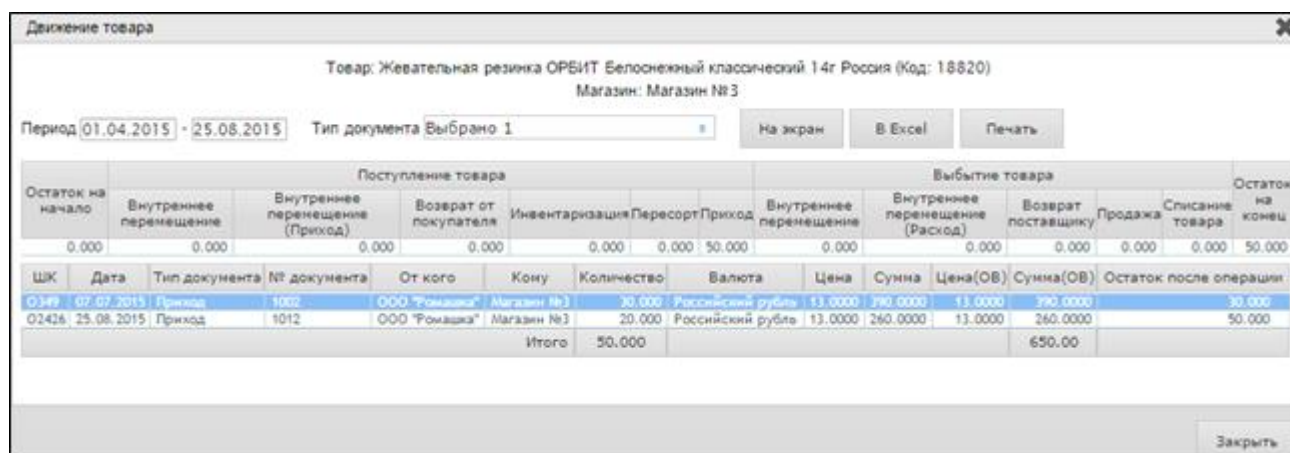 Движение товара
Товар: Жевательная резинка ОРБИТ Белоснежный классический 14г Россия (Код: 18820)
Магазин: Магазин №3
Период 01.04.2015 - 25.08.2015 Тип документа Выбрано 1 На экран В Excel Печать
Остаток на начало Поступление товара Выбытие товара Остаток на конец
Внутреннее перемещение Внутреннее перемещение (Приход) Возврат от покупателя Инвентаризация Пересорт Приход Внутреннее перемещение Внутреннее перемещение (Расход) Возврат поставщику Продажа Списание товара
0.000 0.000 0.000 0.000 0.000 0.000 50.000 0.000 0.000 0.000 0.000 0.000 50.000
ШК Дата Тип документа № документа От кого Кому Количество Валюта Цена Сумма Цена(ОВ) Сумма(ОВ) Остаток после операции
0349 07.07.2015 Приход 1002 ООО "Ромашка" Магазин №3 30.000 Российский рубль 13.0000 390.0000 13.0000 390.0000 30.000
02426 25.08.2015 Приход 1012 ООО "Ромашка" Магазин №3 20.000 Российский рубль 13.0000 260.0000 13.0000 260.0000 50.000
Итого 50.000 650.00
Закрыть